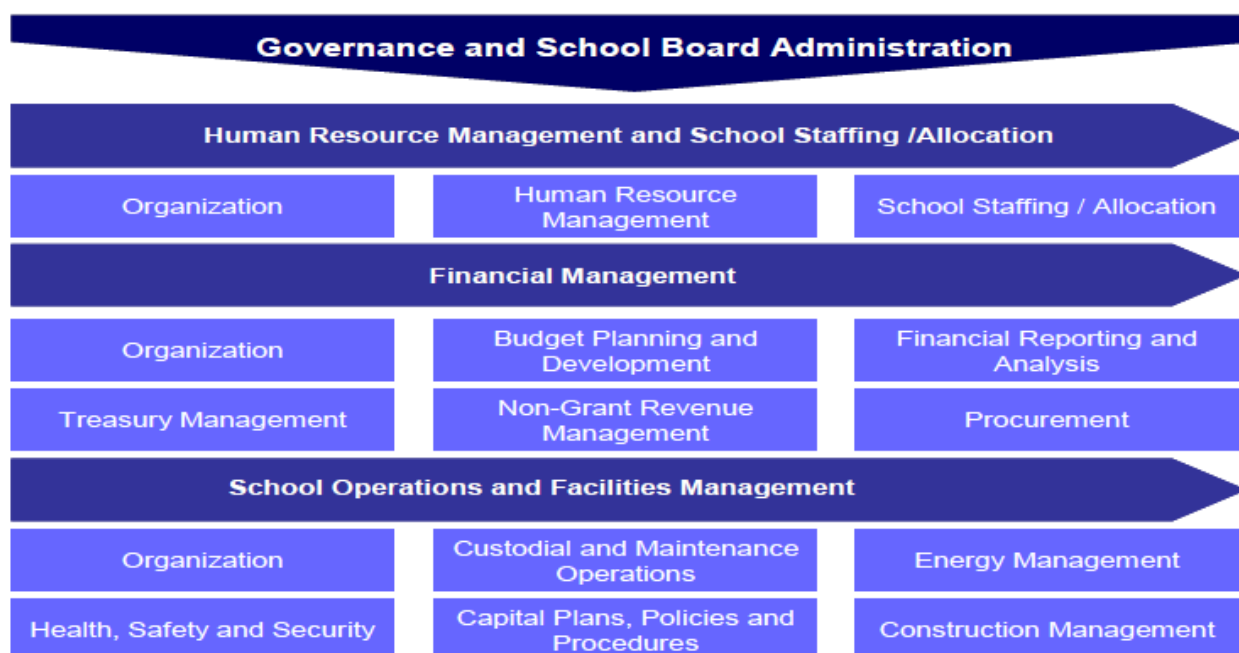 Governance and School Board Administration
Human Resource Management and School Staffing /Allocation
Organization
Human Resource
Management
School Staffing / Allocation
Financial Management
Organization
Budget Planning and
Development
Financial Reporting and
Analysis
Treasury Management
Non-Grant Revenue
Management
Procurement
School Operations and Facilities Management
Organization
Custodial and Maintenance
Operations
Energy Management
Health, Safety and Security
Capital Plans, Policies and
Procedures
Construction Management